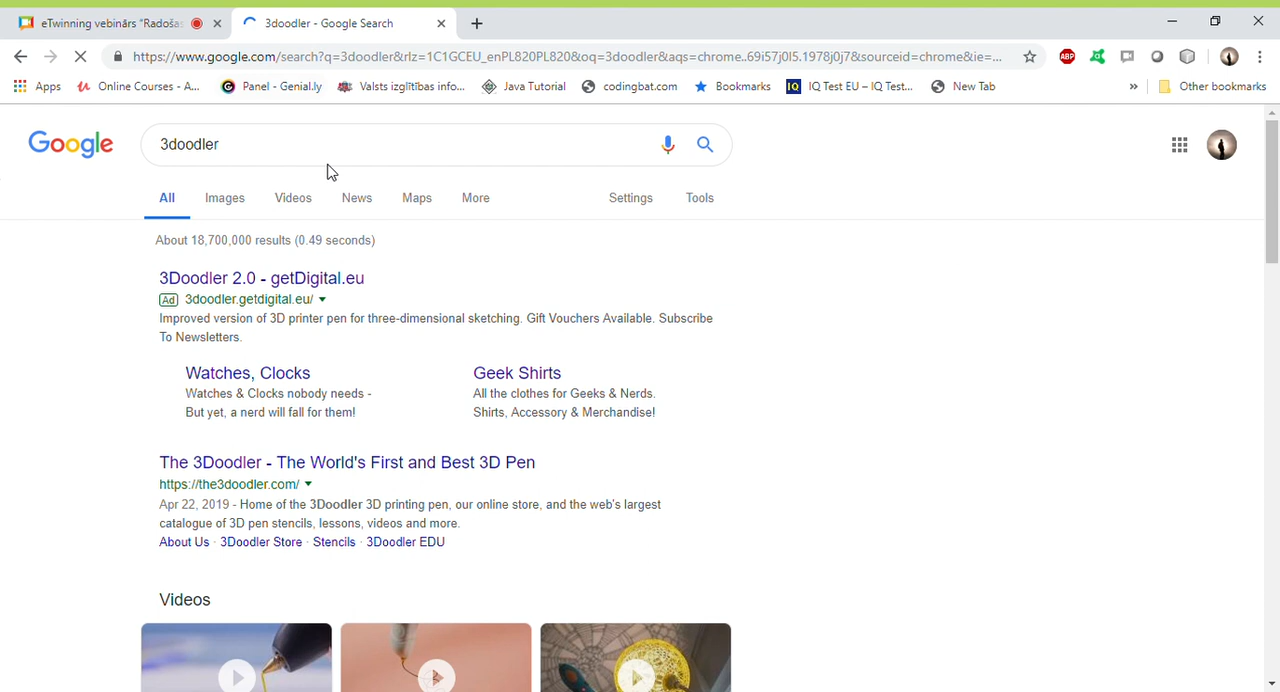 eTwinning vebinārs "Radošas
3doodler - Google Search
https://www.google.com/search?q=3doodler&rlz=1C1GCEU_enPL820PL820&oq=3doodler&aqs=chrome..69i57j0l5.1978j0j7&sourceid=chrome&ie=...
ABP
Apps
Online Courses - A...
Panel - Genial.ly
Valsts izglītības info...
Java Tutorial
codingbat.com
Bookmarks
IQ IQ Test EU – IQ Test...
New Tab
»
Other bookmarks
Google
3doodler
All Images Videos News Maps More Settings Tools
About 18,700,000 results (0.49 seconds)
3Doodler 2.0 - getDigital.eu
Ad 3doodler.getdigital.eu/
Improved version of 3D printer pen for three-dimensional sketching. Gift Vouchers Available. Subscribe
To Newsletters.
Watches, Clocks
Watches & Clocks nobody needs -
But yet, a nerd will fall for them!
Geek Shirts
All the clothes for Geeks & Nerds.
Shirts, Accessory & Merchandise!
The 3Doodler - The World's First and Best 3D Pen
https://the3doodler.com/
Apr 22, 2019 - Home of the 3Doodler 3D printing pen, our online store, and the web's largest
catalogue of 3D pen stencils, lessons, videos and more.
About Us · 3Doodler Store · Stencils · 3Doodler EDU
Videos